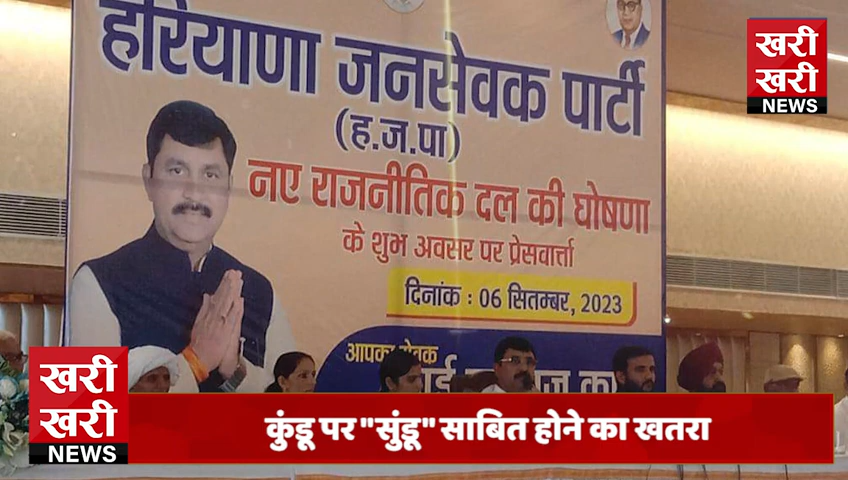 हरियाणा जनसेवक पार्टी
(ह.ज.पा)
नए राजनीतिक दल की घोषणा
के शुभ अवसर पर प्रेसवार्त्ता
दिनांक : 06 सितम्बर, 2023
आपका सेवक
खरी
खरी
NEWS
खरी
खरी
NEWS
कुंडू पर "सुंडू" साबित होने का खतरा